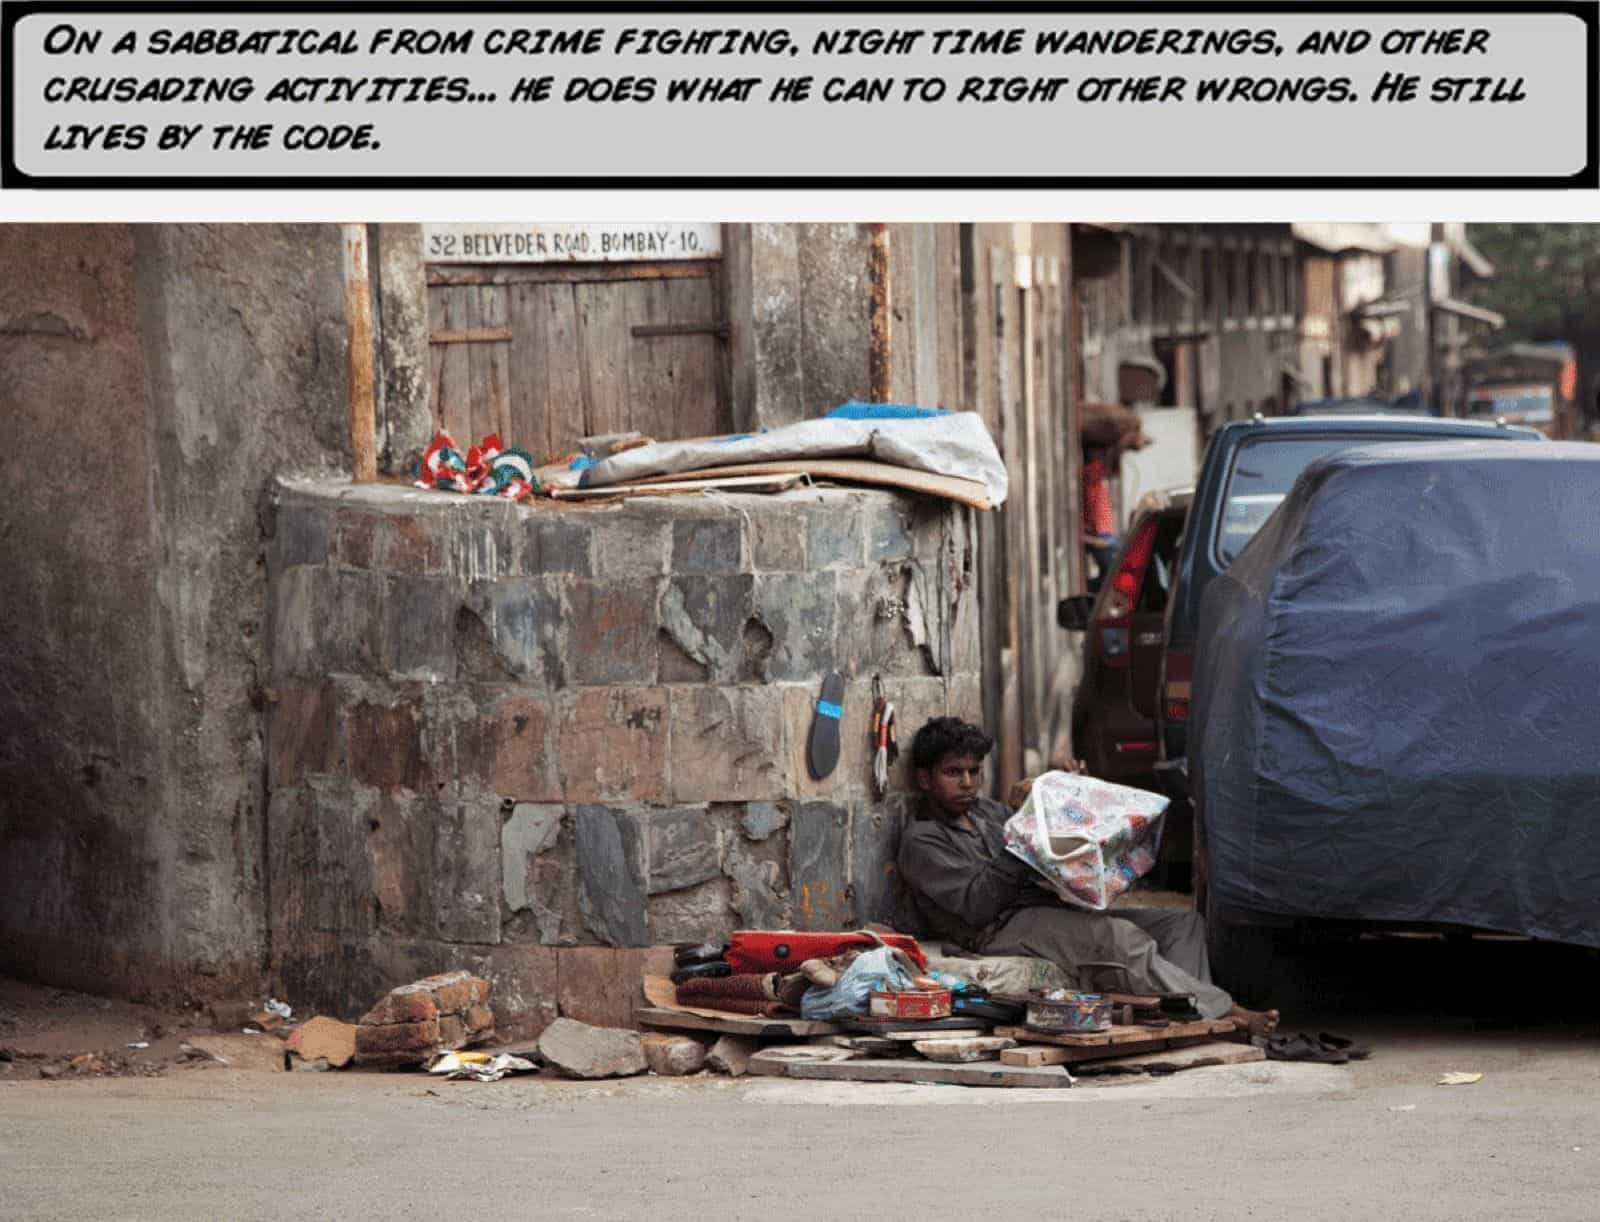 ON A SABBATICAL FROM CRIME FIGHTING, NIGHT TIME WANDERINGS, AND OTHER
CRUSADING ACTIVITIES... HE DOES WHAT HE CAN TO RIGHT OTHER WRONGS. HE STILL
LIVES BY THE CODE.
32.BELVEDER ROAD. BOMBAY-10.